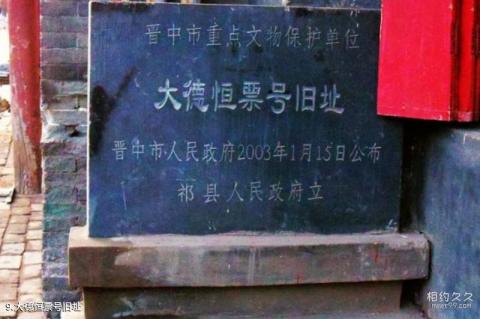 晋中市重点文物保护单位
大德恒票号旧址
晋中市人民政府2003年1月15日公布
祁县人民政府立
9.大德恒票号旧址
相约久久
meet99.com